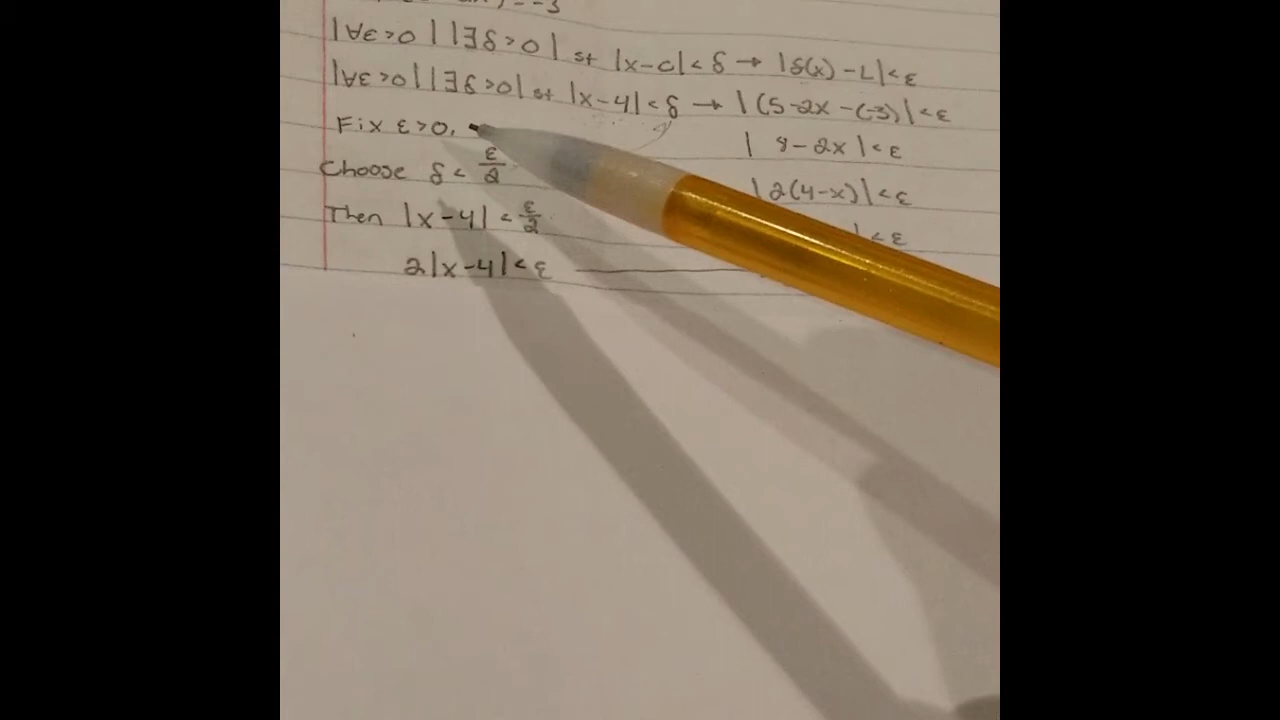 = -3
|∀ε>0||∃δ>0| st |x-c|<δ → |f(x)-L|<ε
|∀ε>0||∃δ>0| st |x-4|<δ → |(5-2x-(-3)|<ε
Fix ε>0.
| 8-2x|<ε
Choose δ < ε/2
|2(4-x)|<ε
Then |x-4| < ε/2
|<ε
2|x-4|<ε